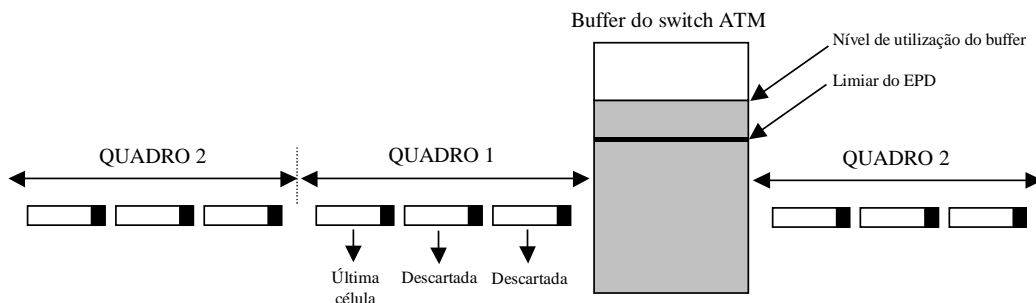 Buffer do switch ATM
Nível de utilização do buffer
Limiar do EPD
QUADRO 2
QUADRO 1
QUADRO 2
Última
célula
Descartada
Descartada